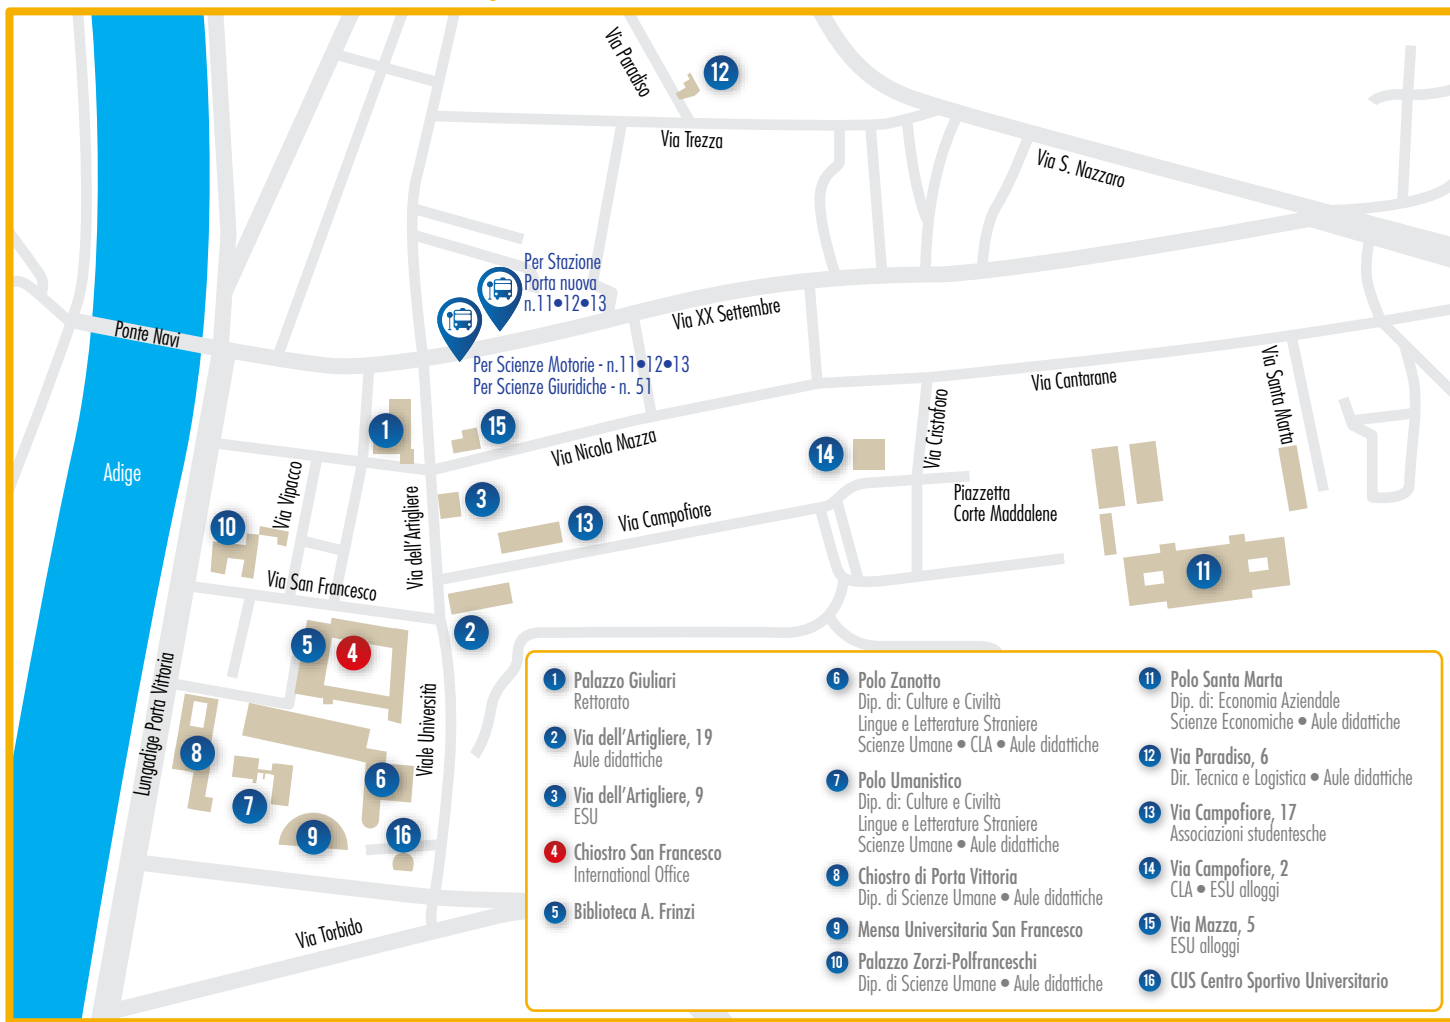 Via Paradiso
12
Via Trezza
Via S. Nazzaro
Per Stazione
Porta nuova
n.11•12•13
Via XX Settembre
Ponte Navi
Per Scienze Motorie - n.11•12•13
Per Scienze Giuridiche - n. 51
Via Cantarane
Via Santa Marta
1
15
Via Nicola Mazza
14
Via Cristoforo
Adige
Via Vipacco
Via dell'Artigliere
3
Piazzetta
Corte Maddalene
10
13
Via Campofiore
11
Via San Francesco
2
5
4
Lungadige Porta Vittoria
Viale Università
8
6
7
9
16
Via Torbido
1 Palazzo Giuliari
Rettorato
2 Via dell'Artigliere, 19
Aule didattiche
3 Via dell'Artigliere, 9
ESU
4 Chiostro San Francesco
International Office
5 Biblioteca A. Frinzi
6 Polo Zanotto
Dip. di: Culture e Civiltà
Lingue e Letterature Straniere
Scienze Umane • CLA • Aule didattiche
7 Polo Umanistico
Dip. di: Culture e Civiltà
Lingue e Letterature Straniere
Scienze Umane • Aule didattiche
8 Chiostro di Porta Vittoria
Dip. di Scienze Umane • Aule didattiche
9 Mensa Universitaria San Francesco
10 Palazzo Zorzi-Polfranceschi
Dip. di Scienze Umane • Aule didattiche
11 Polo Santa Marta
Dip. di: Economia Aziendale
Scienze Economiche • Aule didattiche
12 Via Paradiso, 6
Dir. Tecnica e Logistica • Aule didattiche
13 Via Campofiore, 17
Associazioni studentesche
14 Via Campofiore, 2
CLA • ESU alloggi
15 Via Mazza, 5
ESU alloggi
16 CUS Centro Sportivo Universitario